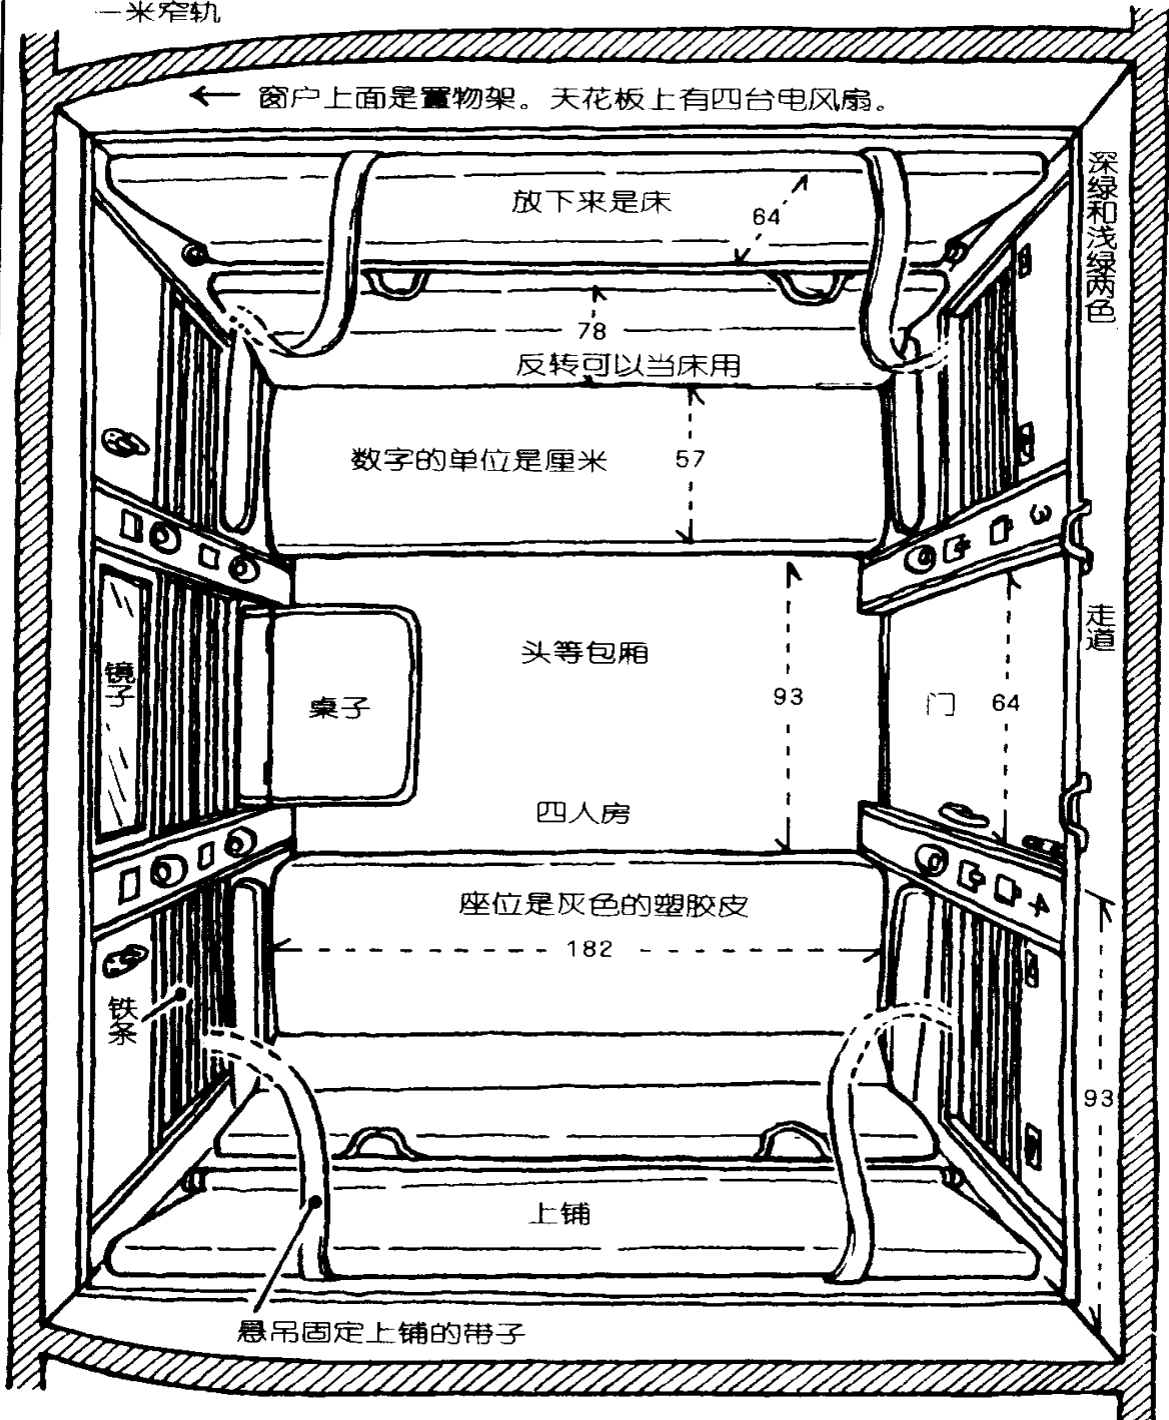 一米窄轨
← 窗户上面是置物架。天花板上有四台电风扇。
深绿和浅绿两色
放下来是床
64
78
反转可以当床用
数字的单位是厘米
57
3
头等包厢
走道
镜子
桌子
93
门
64
四人房
座位是灰色的塑胶皮
4
182
铁条
93
上铺
悬吊固定上铺的带子